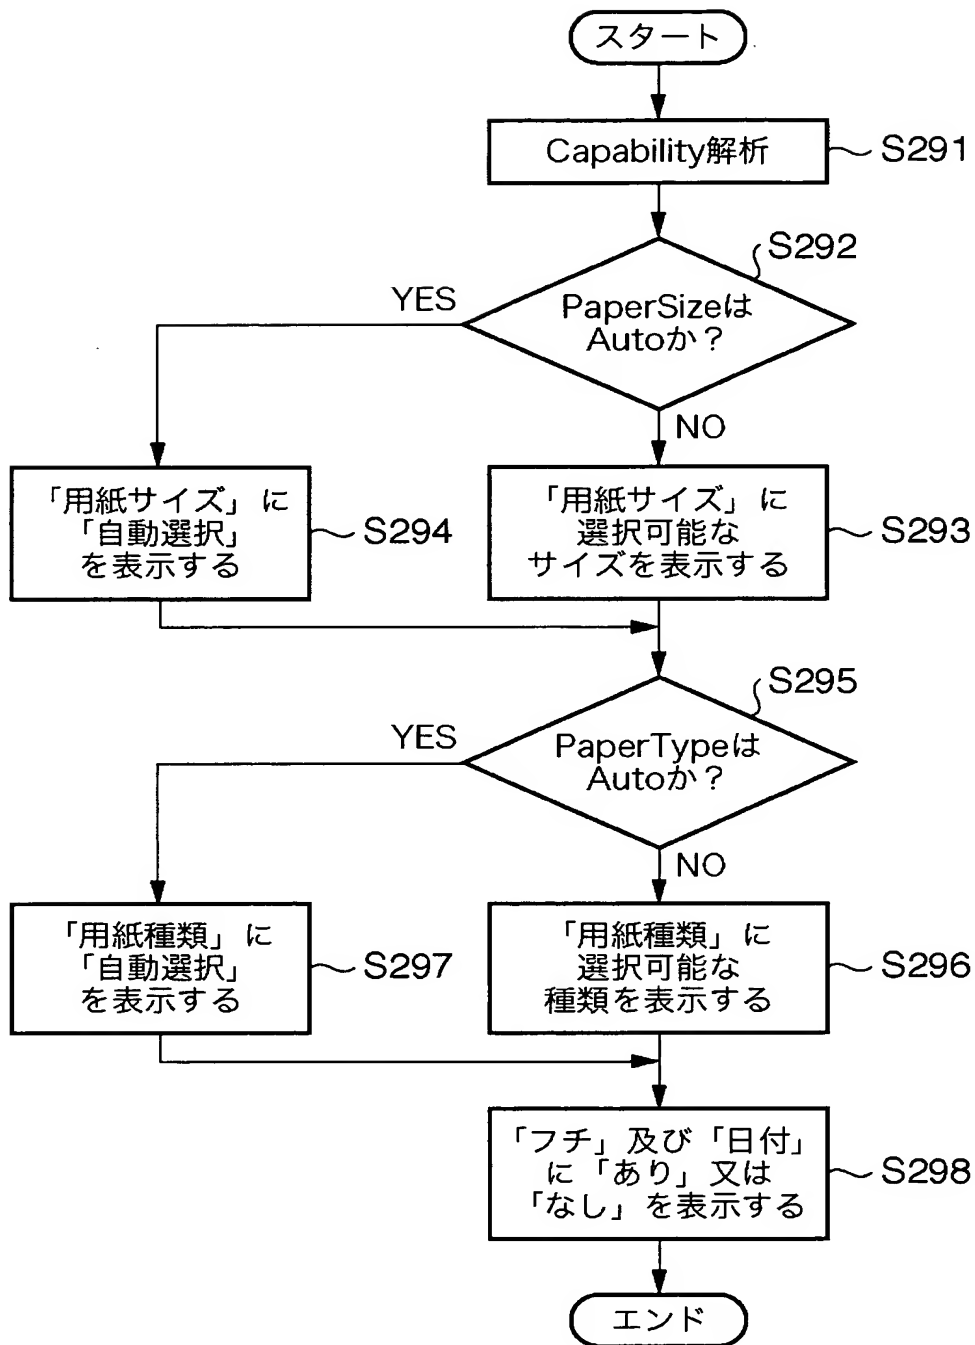 スタート
Capability解析
S291
S292
PaperSizeは
Autoか？
YES
NO
「用紙サイズ」に
「自動選択」
を表示する
S294
「用紙サイズ」に
選択可能な
サイズを表示する
S293
S295
PaperTypeは
Autoか？
YES
NO
「用紙種類」に
「自動選択」
を表示する
S297
「用紙種類」に
選択可能な
種類を表示する
S296
「フチ」及び「日付」
に「あり」又は
「なし」を表示する
S298
エンド